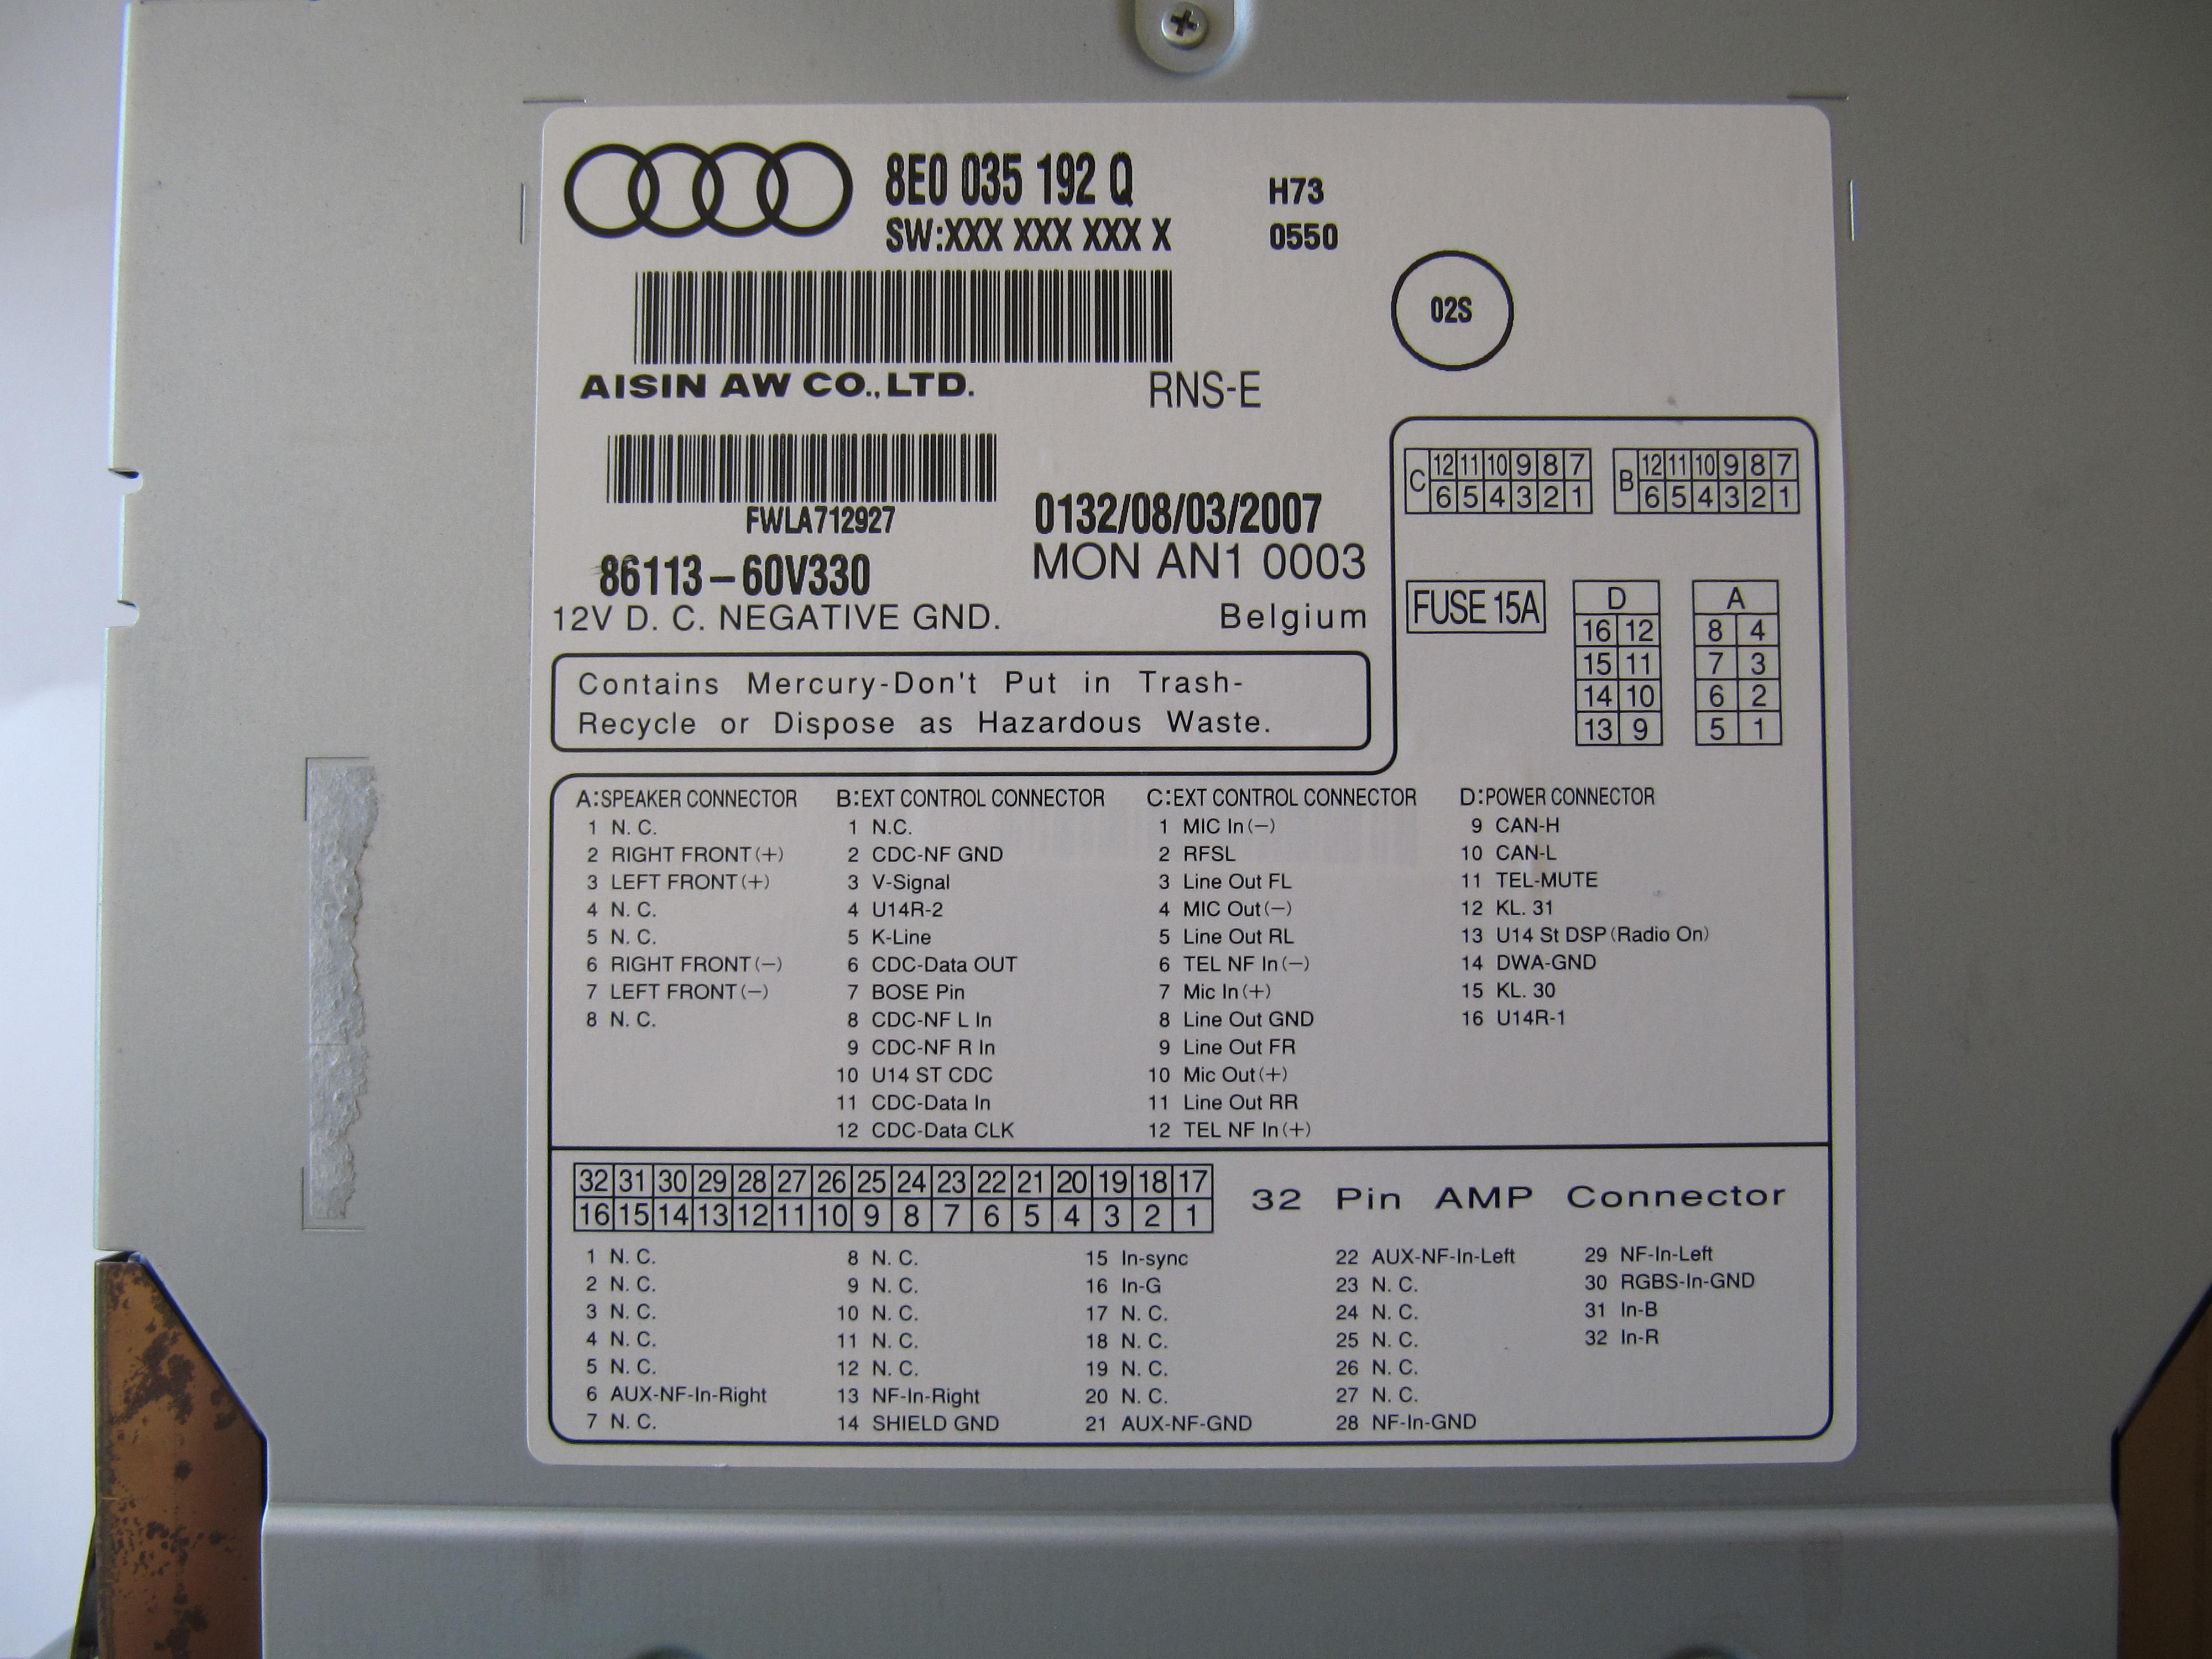 8E0 035 192 Q
SW:XXX XXX XXX X
H73
0550
02S
AISIN AW CO.,LTD.
RNS-E
FWLA712927
0132/08/03/2007
86113-60V330
MON AN1 0003
12V D. C. NEGATIVE GND.
Belgium
Contains Mercury-Don't Put in Trash-
Recycle or Dispose as Hazardous Waste.
C 12 11 10 9 8 7
6 5 4 3 2 1
B 12 11 10 9 8 7
6 5 4 3 2 1
FUSE 15A
D
16 12
15 11
14 10
13 9
A
8 4
7 3
6 2
5 1
A:SPEAKER CONNECTOR
1 N. C.
2 RIGHT FRONT(+)
3 LEFT FRONT(+)
4 N. C.
5 N. C.
6 RIGHT FRONT(−)
7 LEFT FRONT(−)
8 N. C.
B:EXT CONTROL CONNECTOR
1 N.C.
2 CDC-NF GND
3 V-Signal
4 U14R-2
5 K-Line
6 CDC-Data OUT
7 BOSE Pin
8 CDC-NF L In
9 CDC-NF R In
10 U14 ST CDC
11 CDC-Data In
12 CDC-Data CLK
C:EXT CONTROL CONNECTOR
1 MIC In(−)
2 RFSL
3 Line Out FL
4 MIC Out(−)
5 Line Out RL
6 TEL NF In(−)
7 Mic In(+)
8 Line Out GND
9 Line Out FR
10 Mic Out(+)
11 Line Out RR
12 TEL NF In(+)
D:POWER CONNECTOR
9 CAN-H
10 CAN-L
11 TEL-MUTE
12 KL. 31
13 U14 St DSP(Radio On)
14 DWA-GND
15 KL. 30
16 U14R-1
32 31 30 29 28 27 26 25 24 23 22 21 20 19 18 17
16 15 14 13 12 11 10 9 8 7 6 5 4 3 2 1
32 Pin AMP Connector
1 N. C.
2 N. C.
3 N. C.
4 N. C.
5 N. C.
6 AUX-NF-In-Right
7 N. C.
8 N. C.
9 N. C.
10 N. C.
11 N. C.
12 N. C.
13 NF-In-Right
14 SHIELD GND
15 In-sync
16 In-G
17 N. C.
18 N. C.
19 N. C.
20 N. C.
21 AUX-NF-GND
22 AUX-NF-In-Left
23 N. C.
24 N. C.
25 N. C.
26 N. C.
27 N. C.
28 NF-In-GND
29 NF-In-Left
30 RGBS-In-GND
31 In-B
32 In-R